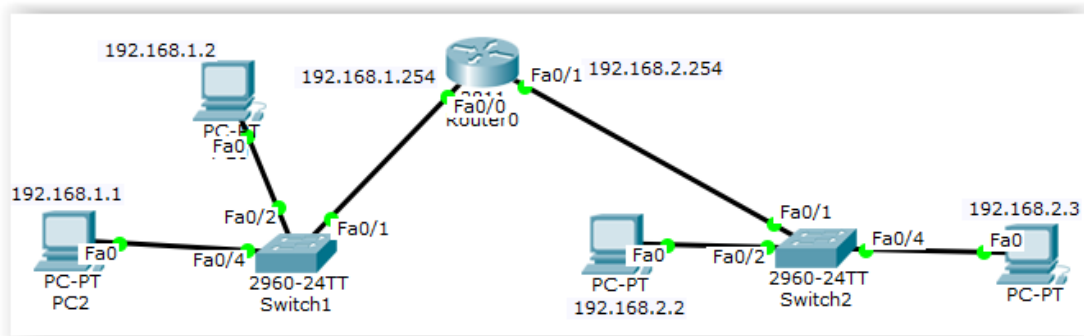 192.168.1.2
192.168.1.254
Fa0/1
192.168.2.254
Fa0/0
Router0
PC-PT
Fa0
192.168.1.1
Fa0/2
Fa0/1
Fa0
Fa0/4
PC-PT
PC2
2960-24TT
Switch1
Fa0/1
192.168.2.3
Fa0
Fa0/2
Fa0/4
Fa0
PC-PT
192.168.2.2
2960-24TT
Switch2
PC-PT